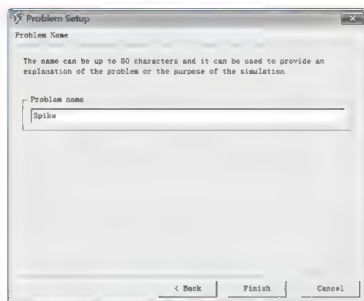 Problem Setup
Problem Name
The name can be up to 80 characters and it can be used to provide an
explanation of the problem or the purpose of the simulation
Problem name
Spike
< Back
Finish
Cancel